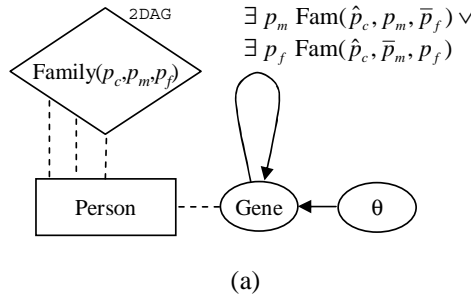 2DAG
∃ p_m Fam(p̂_c, p_m, p̄_f) ∨
∃ p_f Fam(p̂_c, p̄_m, p_f)
Family(p_c,p_m,p_f)
Person
Gene
θ
(a)